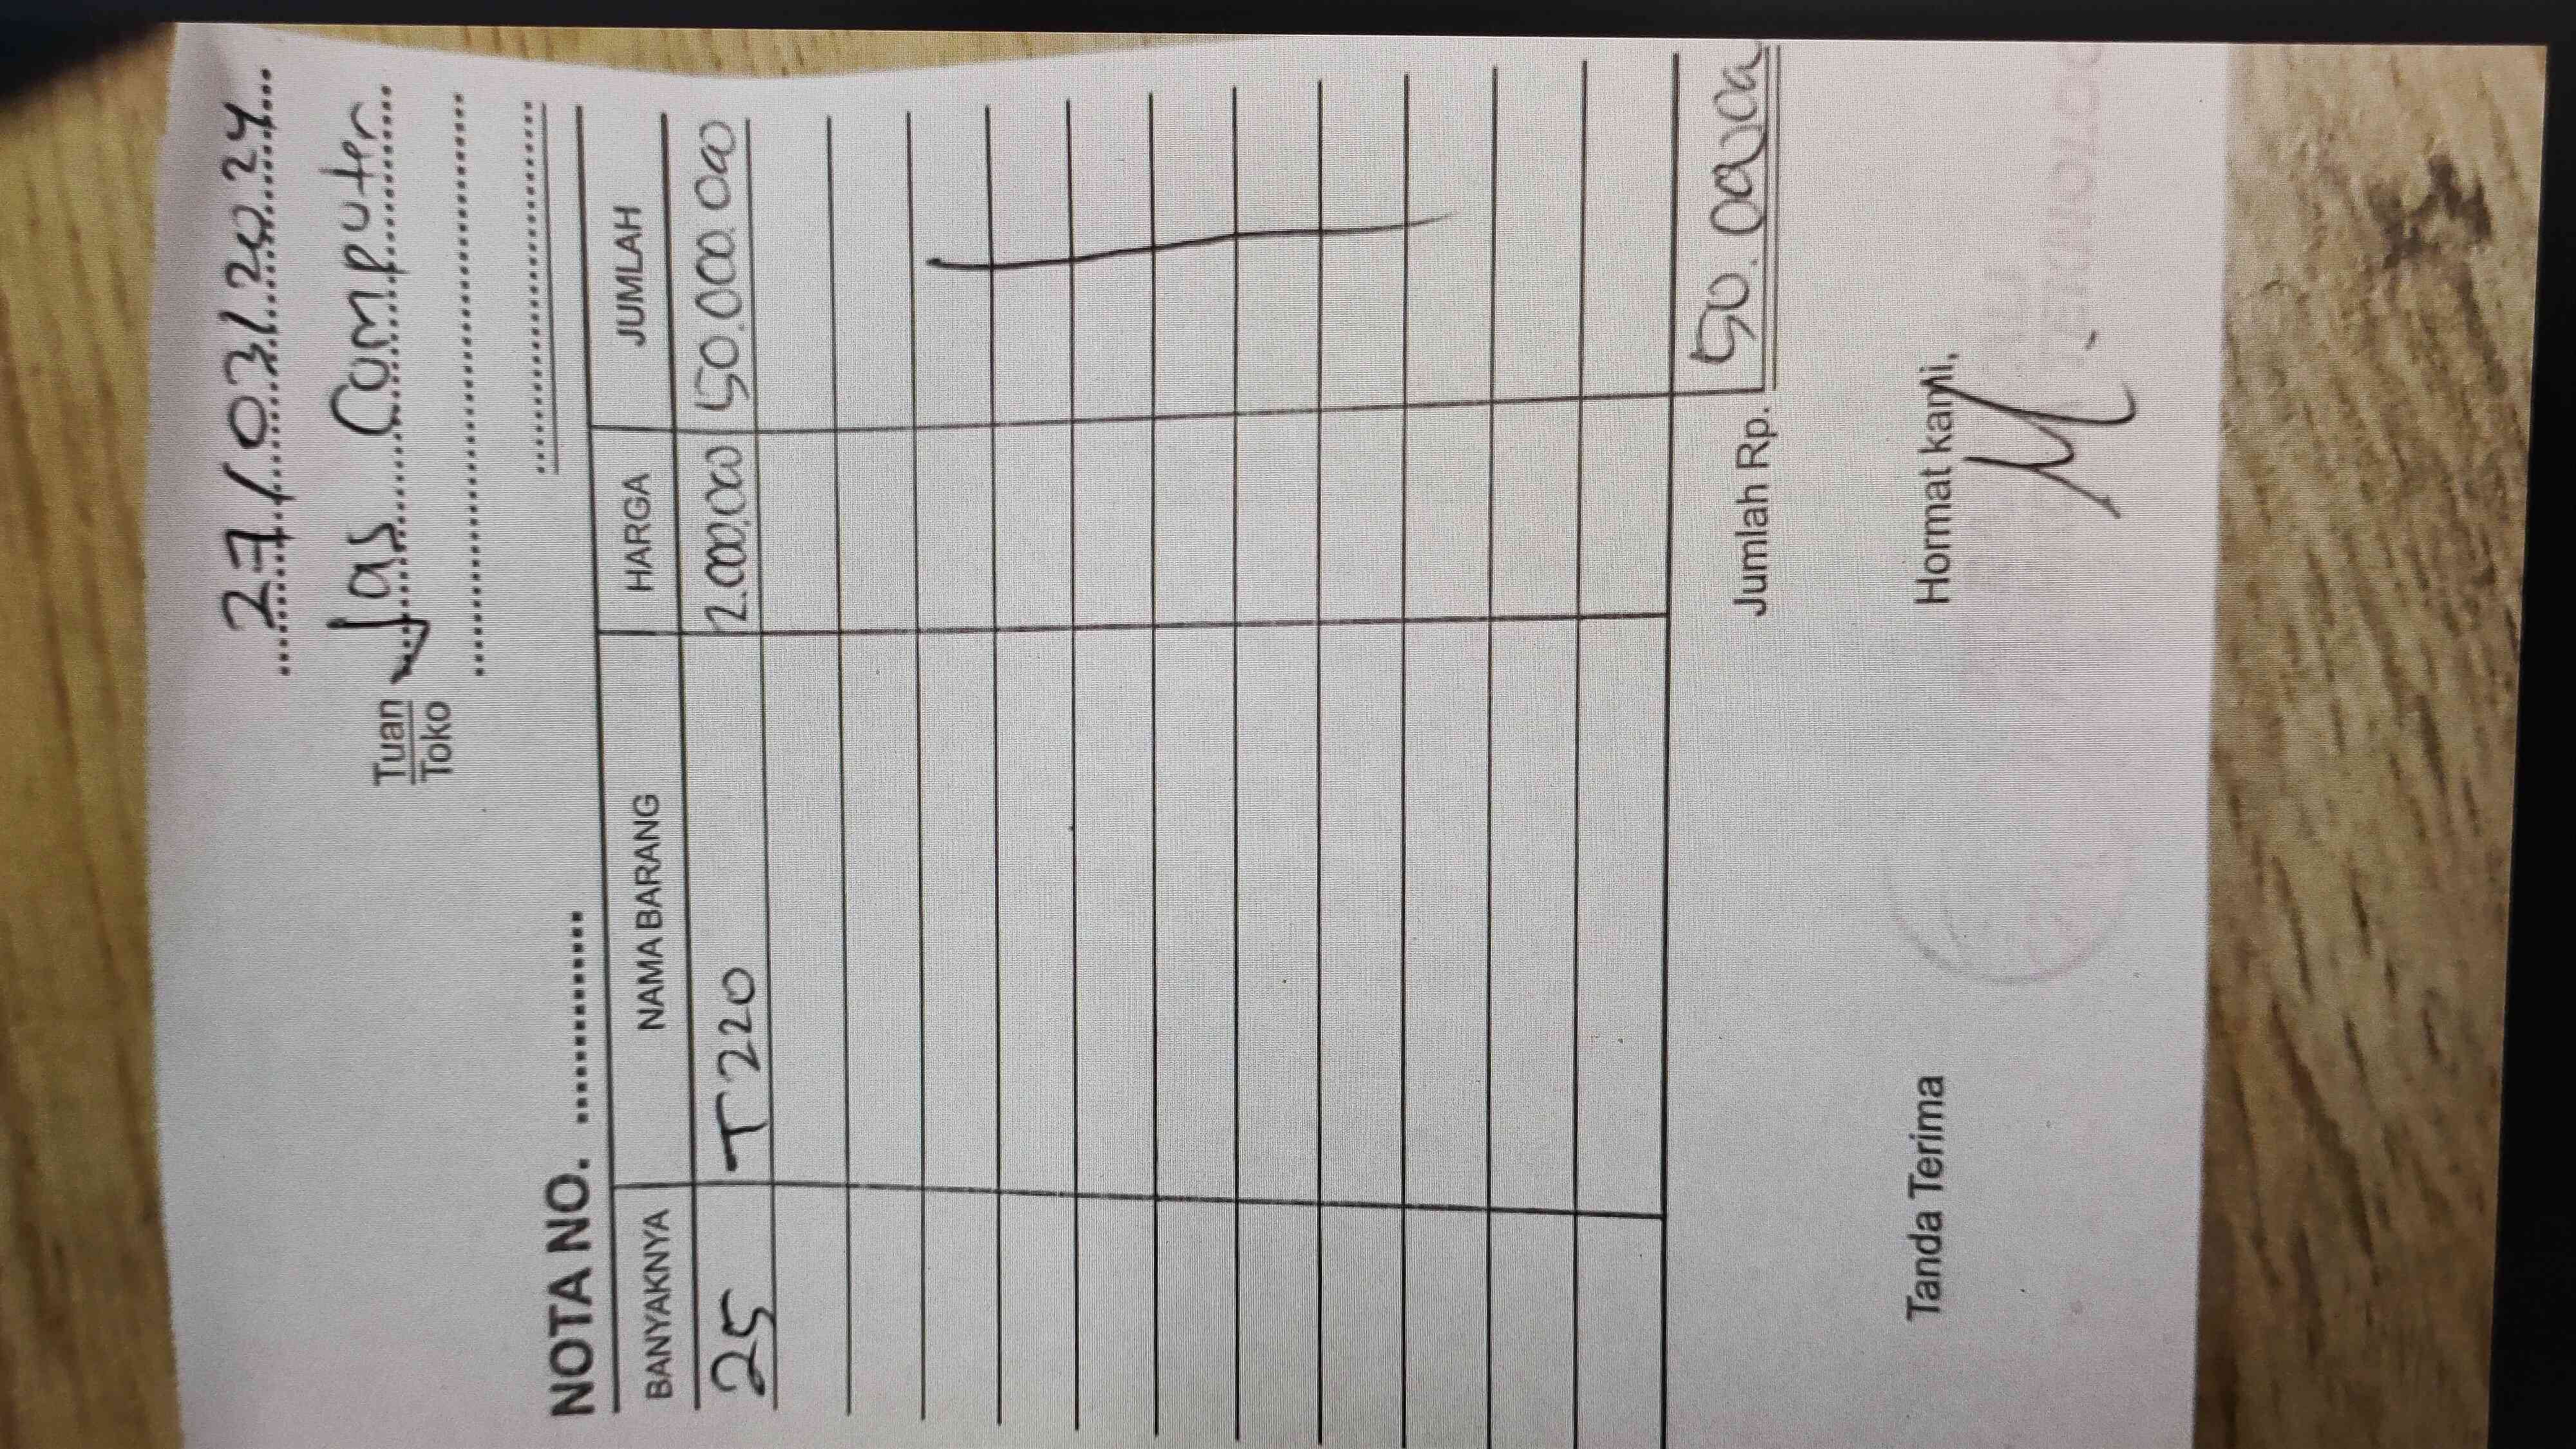 27/03/2024
Tuan Jas Computer
Toko
NOTA NO. ............
BANYAKNYA NAMA BARANG HARGA JUMLAH
25 T220 2.000.000 50.000.000
Jumlah Rp. 50.000.000
Tanda Terima Hormat kami,